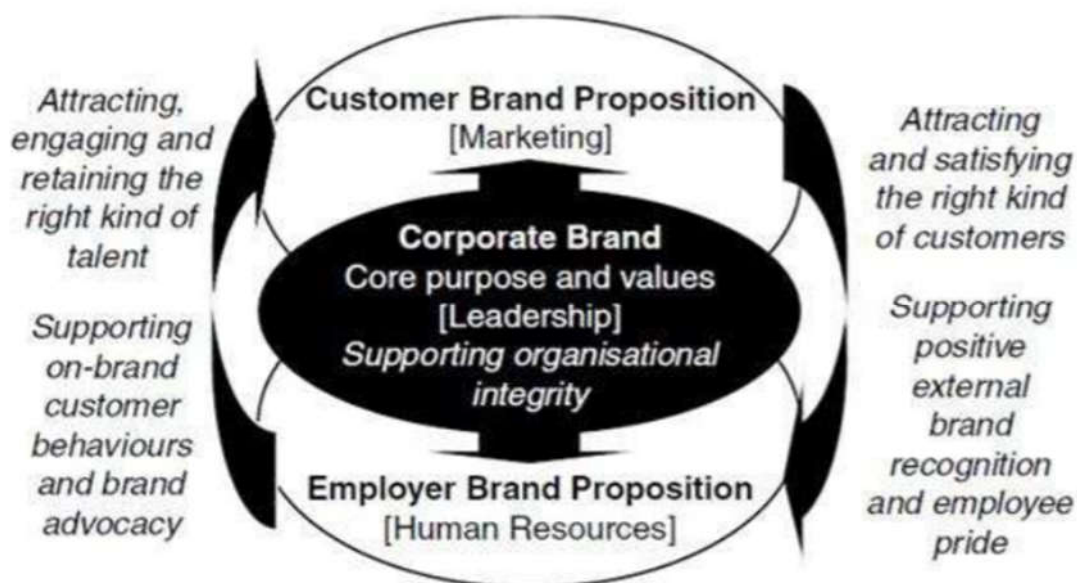 Attracting,
engaging and
retaining the
right kind of
talent
Supporting
on-brand
customer
behaviours
and brand
advocacy
Customer Brand Proposition
[Marketing]
Corporate Brand
Core purpose and values
[Leadership]
Supporting organisational
integrity
Employer Brand Proposition
[Human Resources]
Attracting
and satisfying
the right kind
of customers
Supporting
positive
external
brand
recognition
and employee
pride